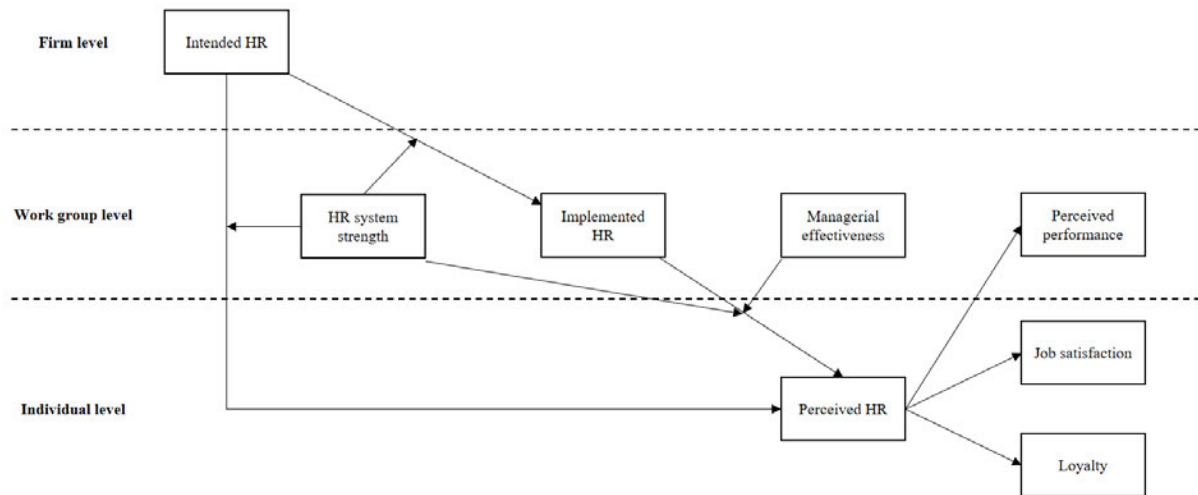 Firm level
Intended HR
Work group level
HR system
strength
Implemented
HR
Managerial
effectiveness
Perceived
performance
Job satisfaction
Individual level
Perceived HR
Loyalty